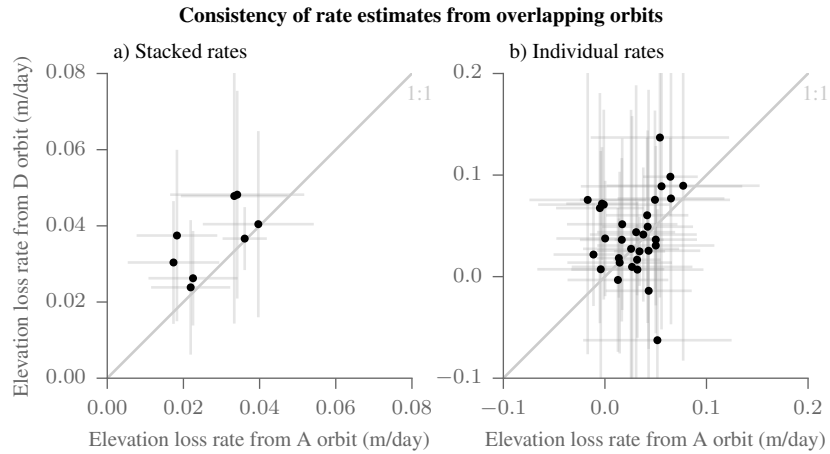 Consistency of rate estimates from overlapping orbits
a) Stacked rates
0.08
0.06
0.04
0.02
0.00
0.00 0.02 0.04 0.06 0.08
1:1
Elevation loss rate from D orbit (m/day)
Elevation loss rate from A orbit (m/day)
b) Individual rates
0.2
0.1
0.0
−0.1
−0.1 0.0 0.1 0.2
1:1
Elevation loss rate from A orbit (m/day)